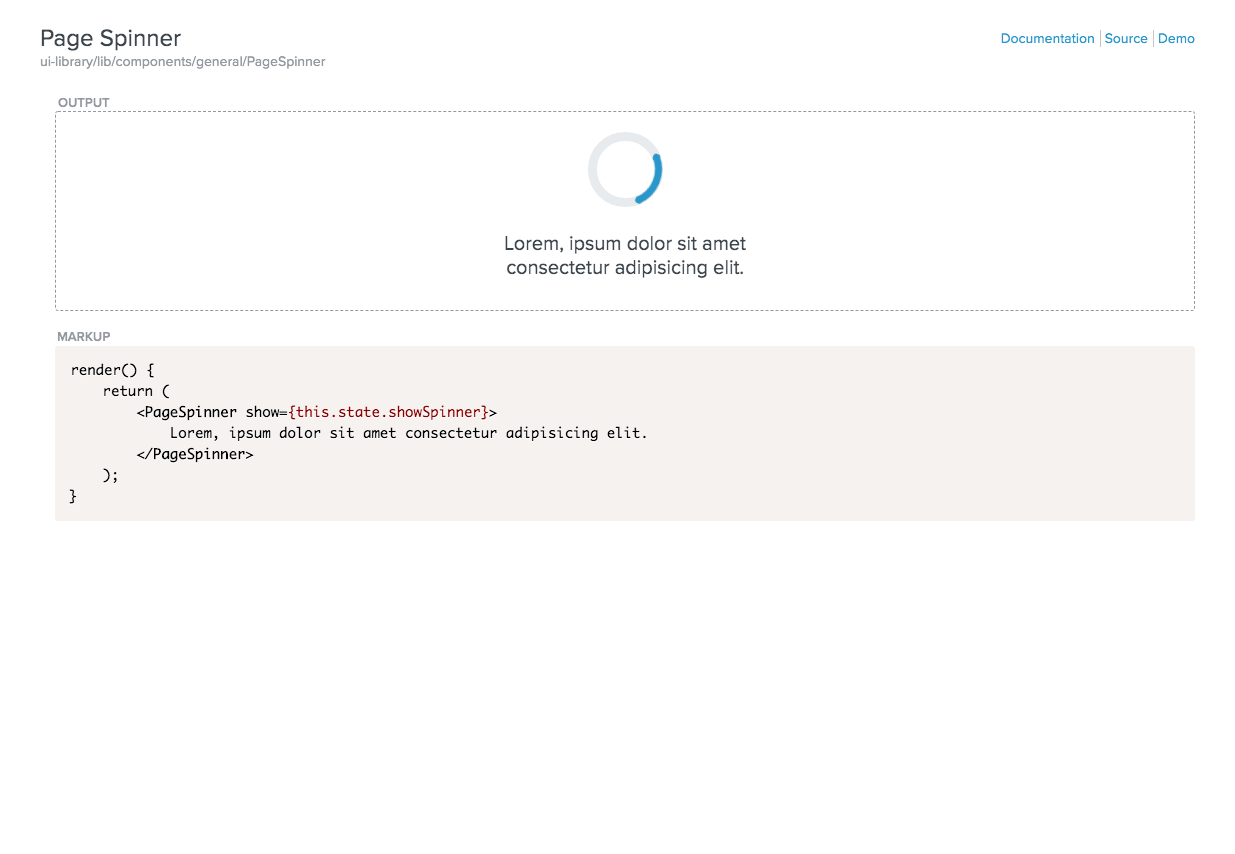 Page Spinner
Documentation | Source | Demo
ui-library/lib/components/general/PageSpinner
OUTPUT
Lorem, ipsum dolor sit amet
consectetur adipisicing elit.
MARKUP
render() {
    return (
        <PageSpinner show={this.state.showSpinner}>
            Lorem, ipsum dolor sit amet consectetur adipisicing elit.
        </PageSpinner>
    );
}